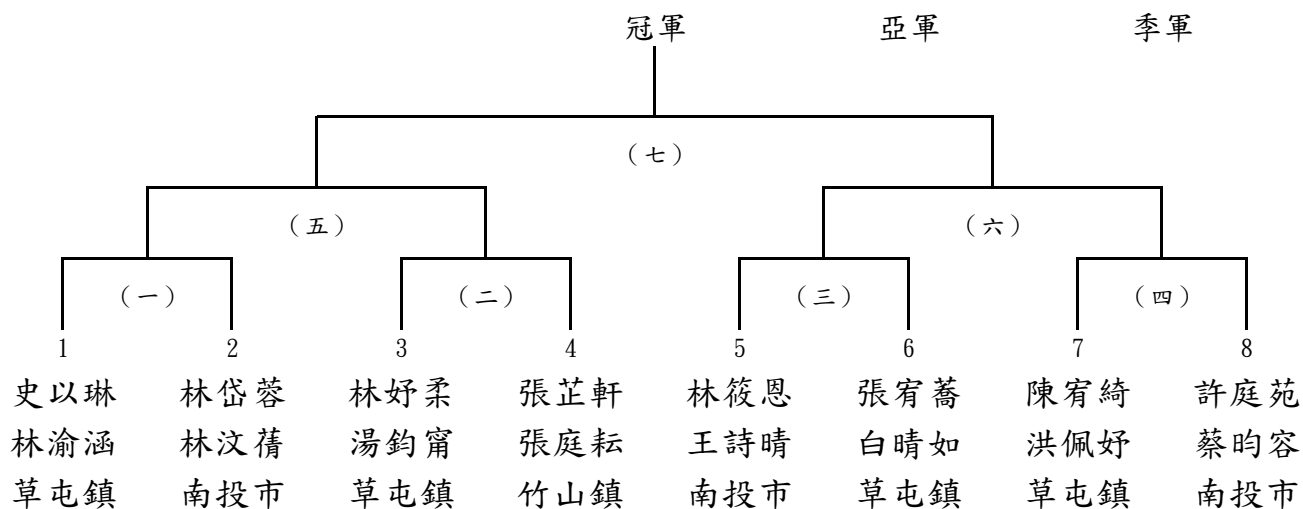 冠軍 亞軍 季軍
（七）
（五） （六）
（一） （二） （三） （四）
1 2 3 4 5 6 7 8
史以琳 林岱蓉 林妤柔 張芷軒 林筱恩 張宥蕎 陳宥綺 許庭苑
林渝涵 林汶蒨 湯鈞甯 張庭耘 王詩晴 白晴如 洪佩妤 蔡昀容
草屯鎮 南投市 草屯鎮 竹山鎮 南投市 草屯鎮 草屯鎮 南投市